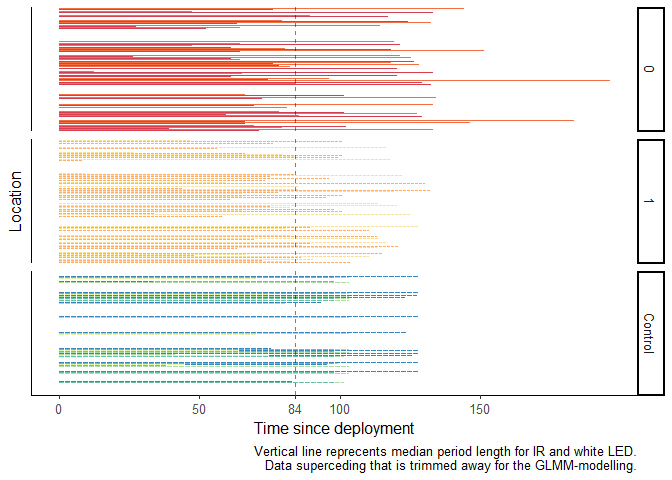 0
1
Control
Location
0
50
84
100
150
Time since deployment
Vertical line reprecents median period length for IR and white LED.
Data superceding that is trimmed away for the GLMM-modelling.